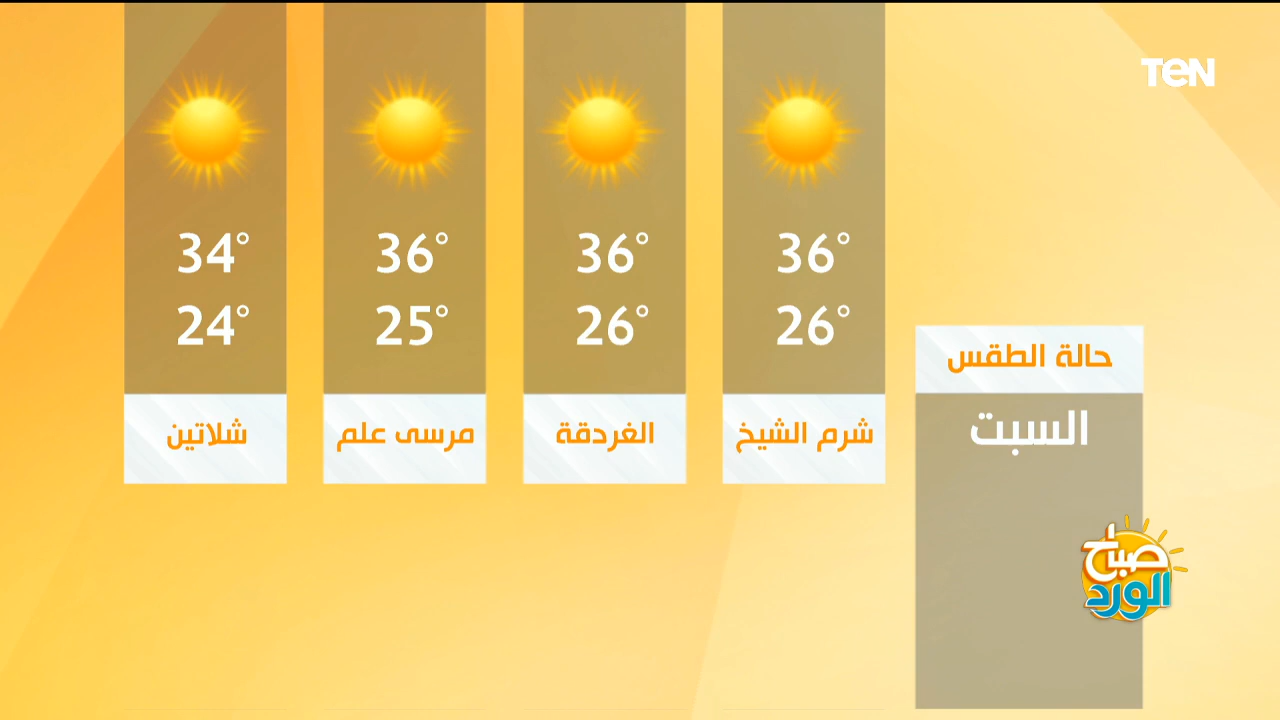 TEN
حالة الطقس
السبت
36° 36° 36° 34°
26° 26° 25° 24°
شرم الشيخ الغردقة مرسى علم شلاتين
صباح
الورد